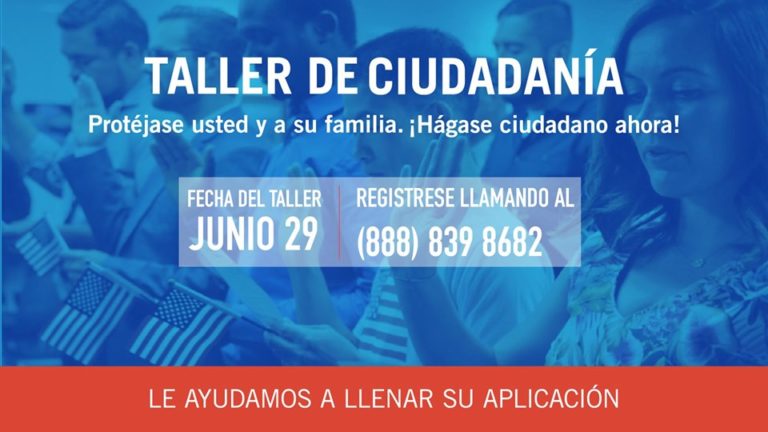 TALLER DE CIUDADANÍA
Protéjase usted y a su familia. ¡Hágase ciudadano ahora!
FECHA DEL TALLER
JUNIO 29
REGISTRESE LLAMANDO AL
(888) 839 8682
LE AYUDAMOS A LLENAR SU APLICACIÓN